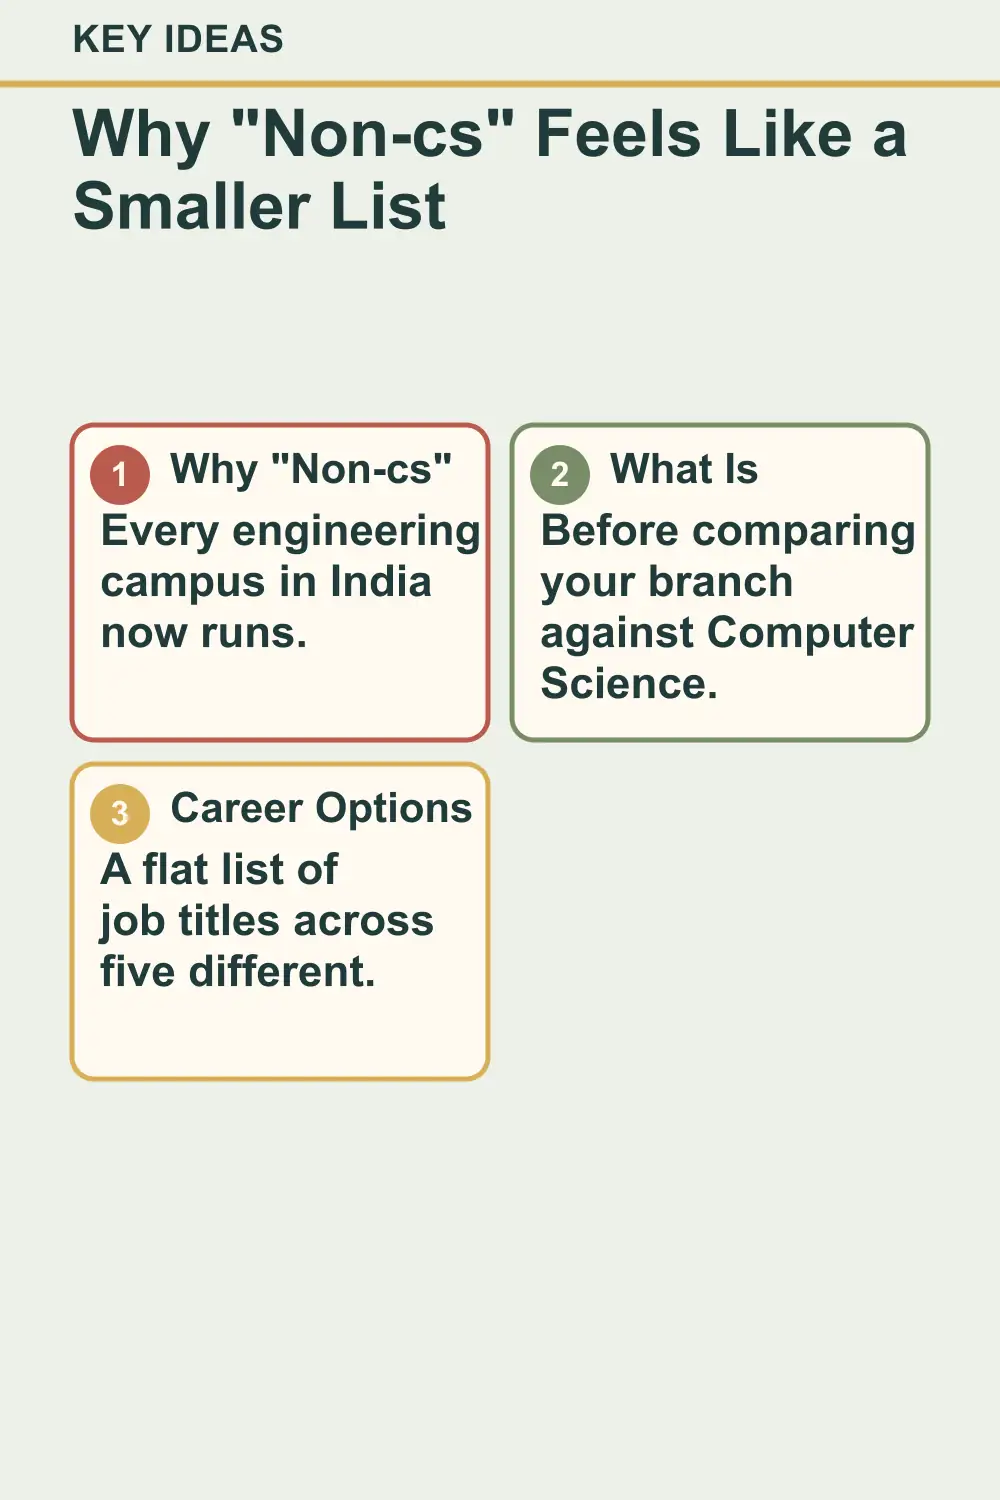 KEY IDEAS
Why "Non-cs" Feels Like a
Smaller List
1 Why "Non-cs"
Every engineering
campus in India
now runs.
2 What Is
Before comparing
your branch
against Computer
Science.
3 Career Options
A flat list of
job titles across
five different.